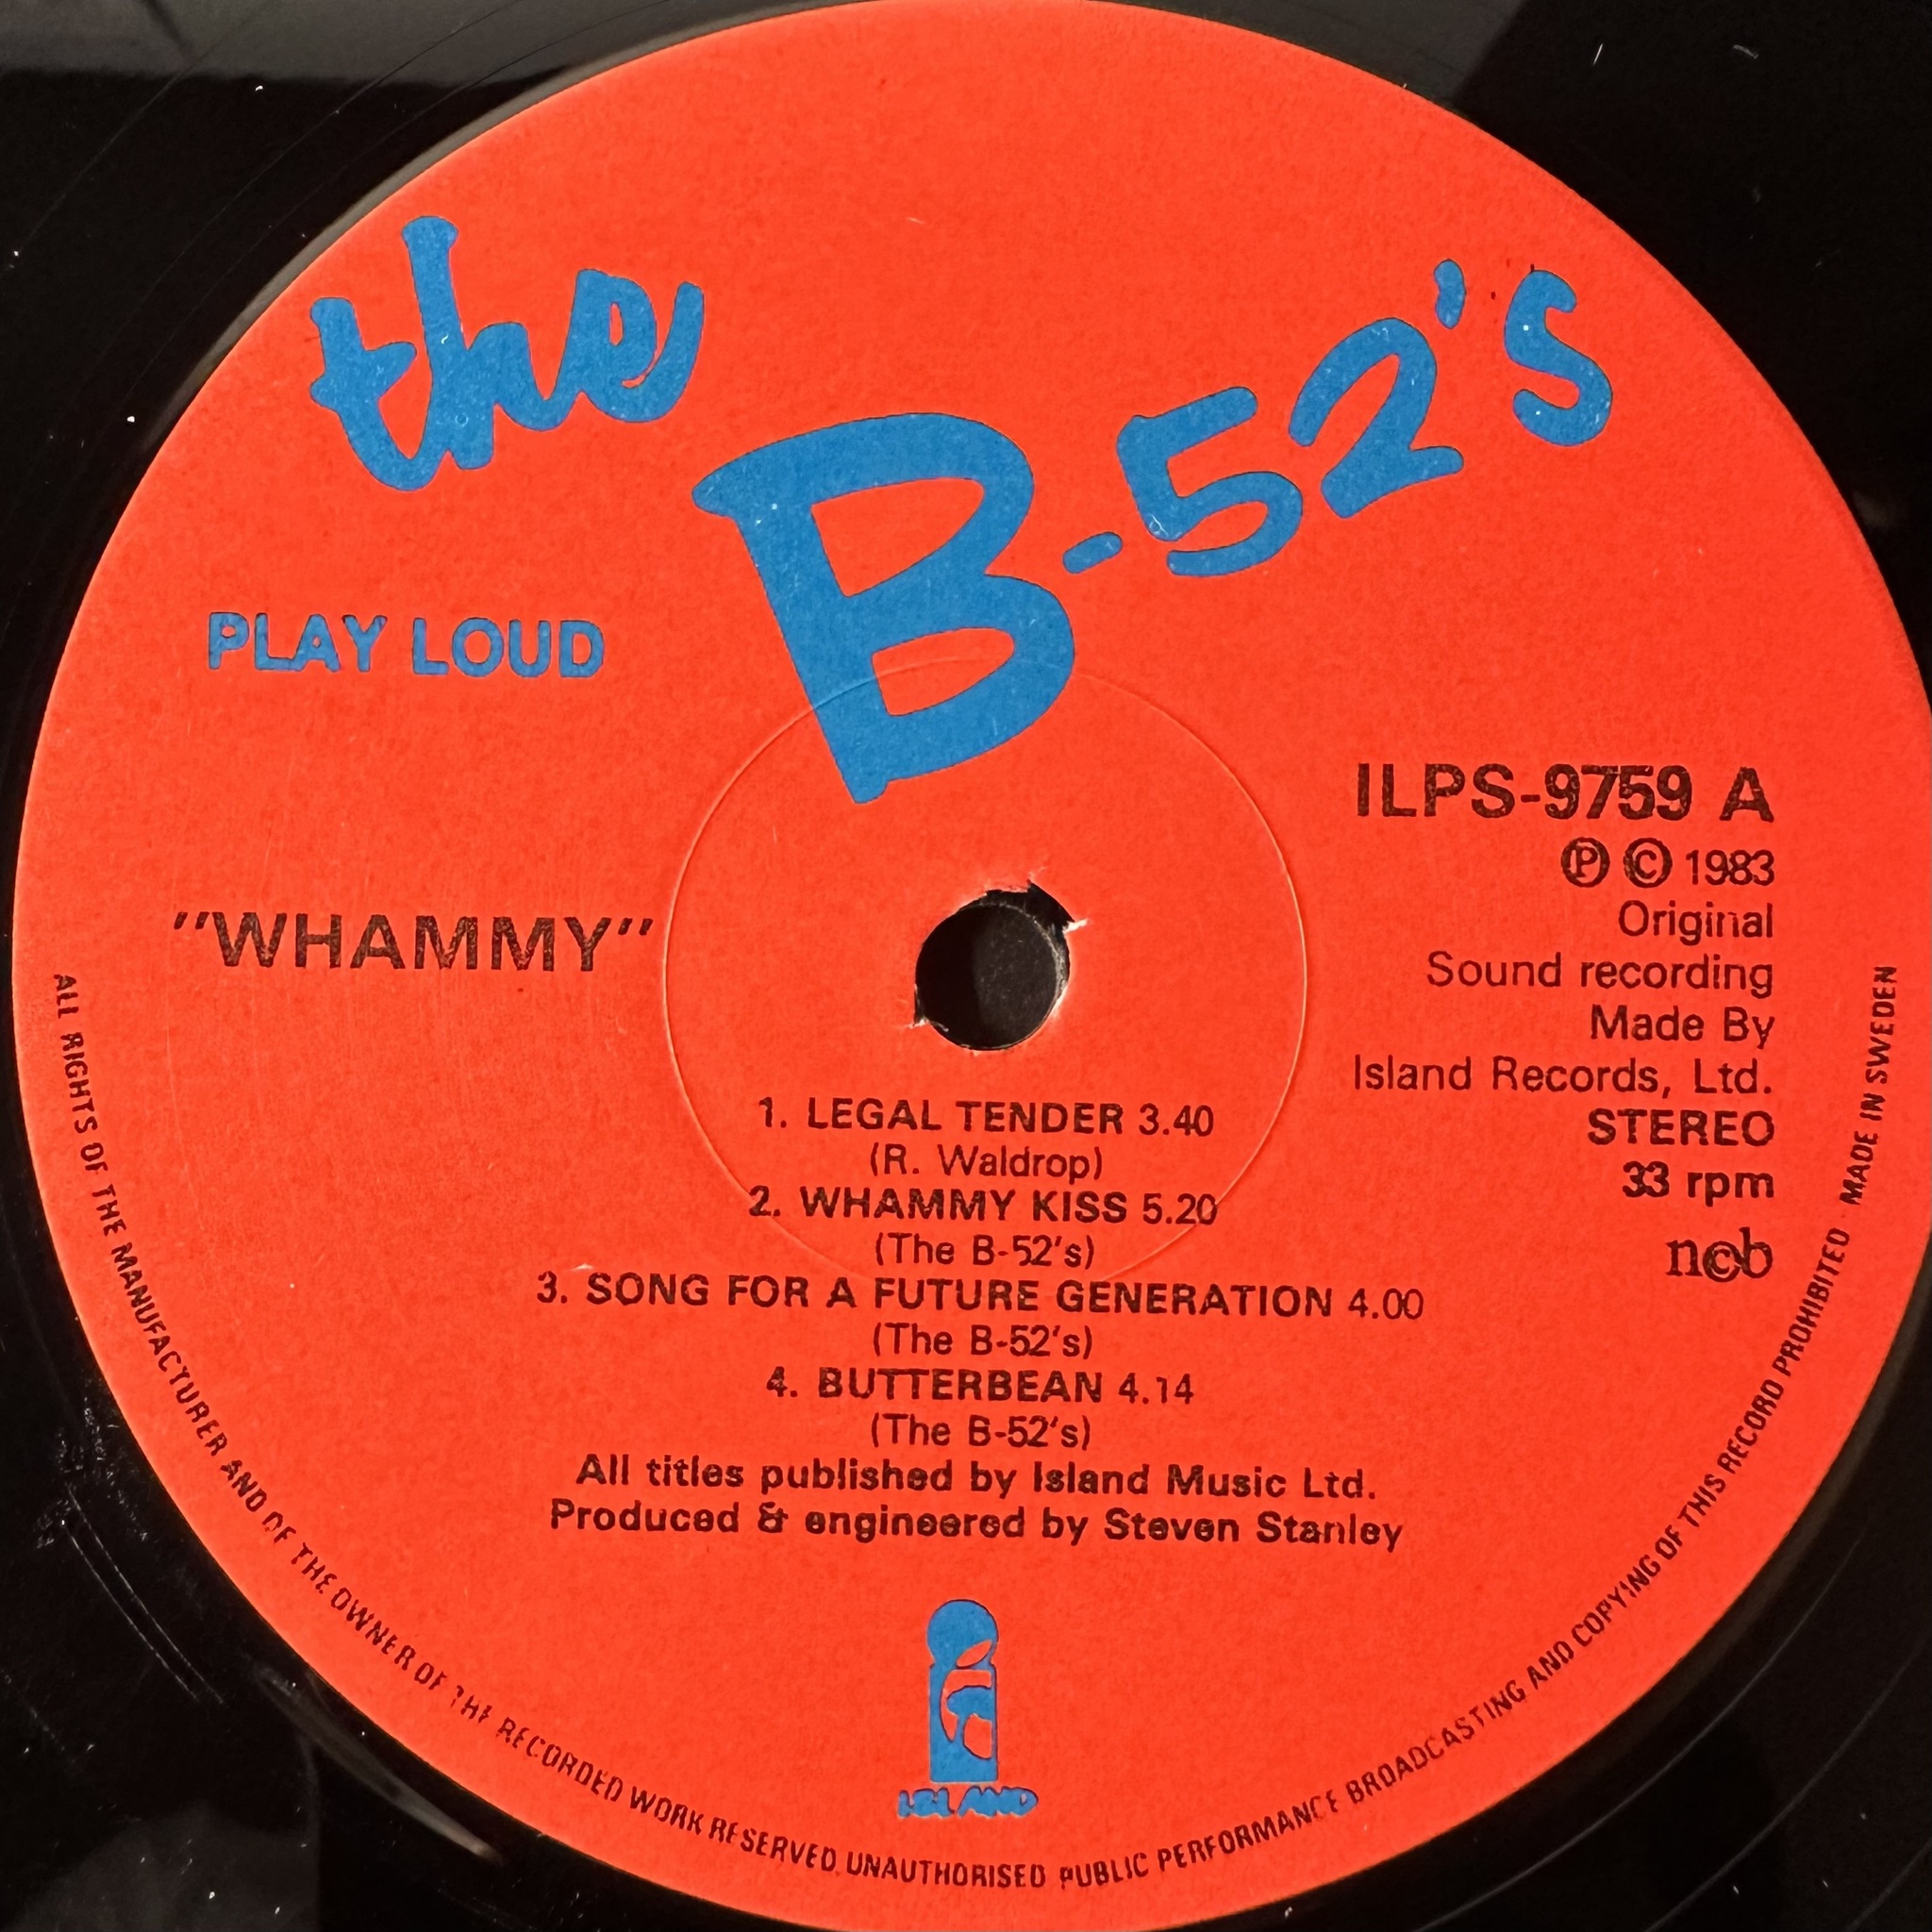 the B-52's
PLAY LOUD
"WHAMMY"
ILPS-9759 A
Ⓟ © 1983
Original
Sound recording
Made By
Island Records, Ltd.
STEREO
33 rpm
ncb
1. LEGAL TENDER 3.40
(R. Waldrop)
2. WHAMMY KISS 5.20
(The B-52's)
3. SONG FOR A FUTURE GENERATION 4.00
(The B-52's)
4. BUTTERBEAN 4.14
(The B-52's)
All titles published by Island Music Ltd.
Produced & engineered by Steven Stanley
ISLAND
ALL RIGHTS OF THE MANUFACTURER AND OF THE OWNER OF THE RECORDED WORK RESERVED. UNAUTHORISED PUBLIC PERFORMANCE BROADCASTING AND COPYING OF THIS RECORD PROHIBITED · MADE IN SWEDEN